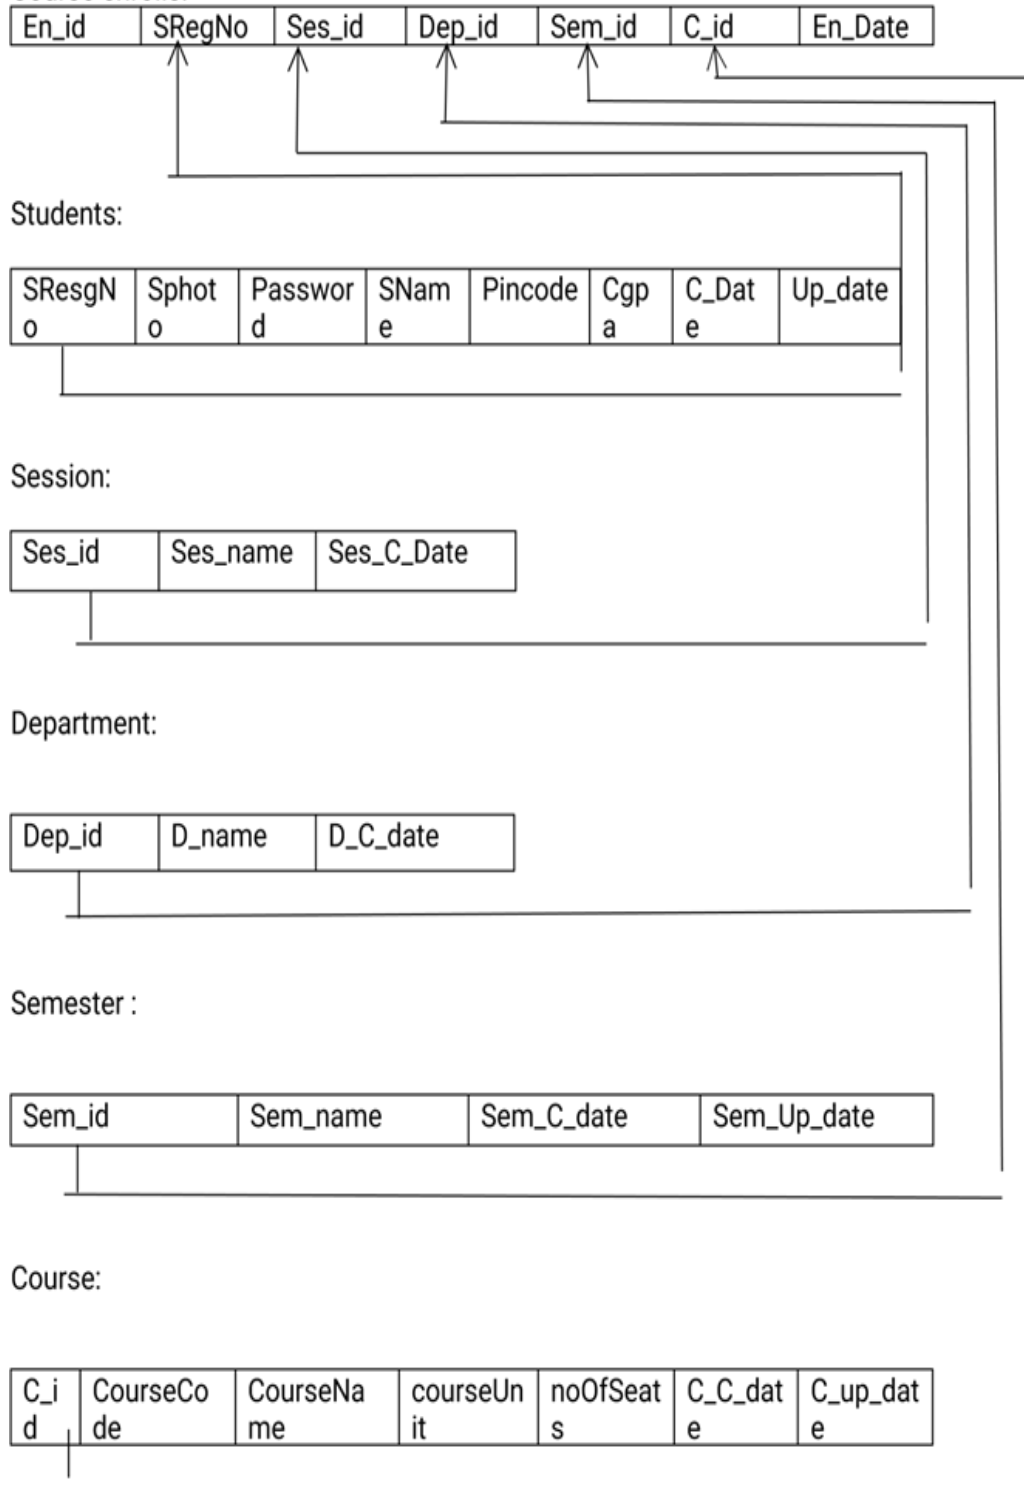 En_id SRegNo Ses_id Dep_id Sem_id C_id En_Date
Students:
SResgN Sphot Passwor SNam Pincode Cgp C_Dat Up_date
o o d e a e
Session:
Ses_id Ses_name Ses_C_Date
Department:
Dep_id D_name D_C_date
Semester :
Sem_id Sem_name Sem_C_date Sem_Up_date
Course:
C_i CourseCo CourseNa courseUn noOfSeat C_C_dat C_up_dat
d de me it s e e